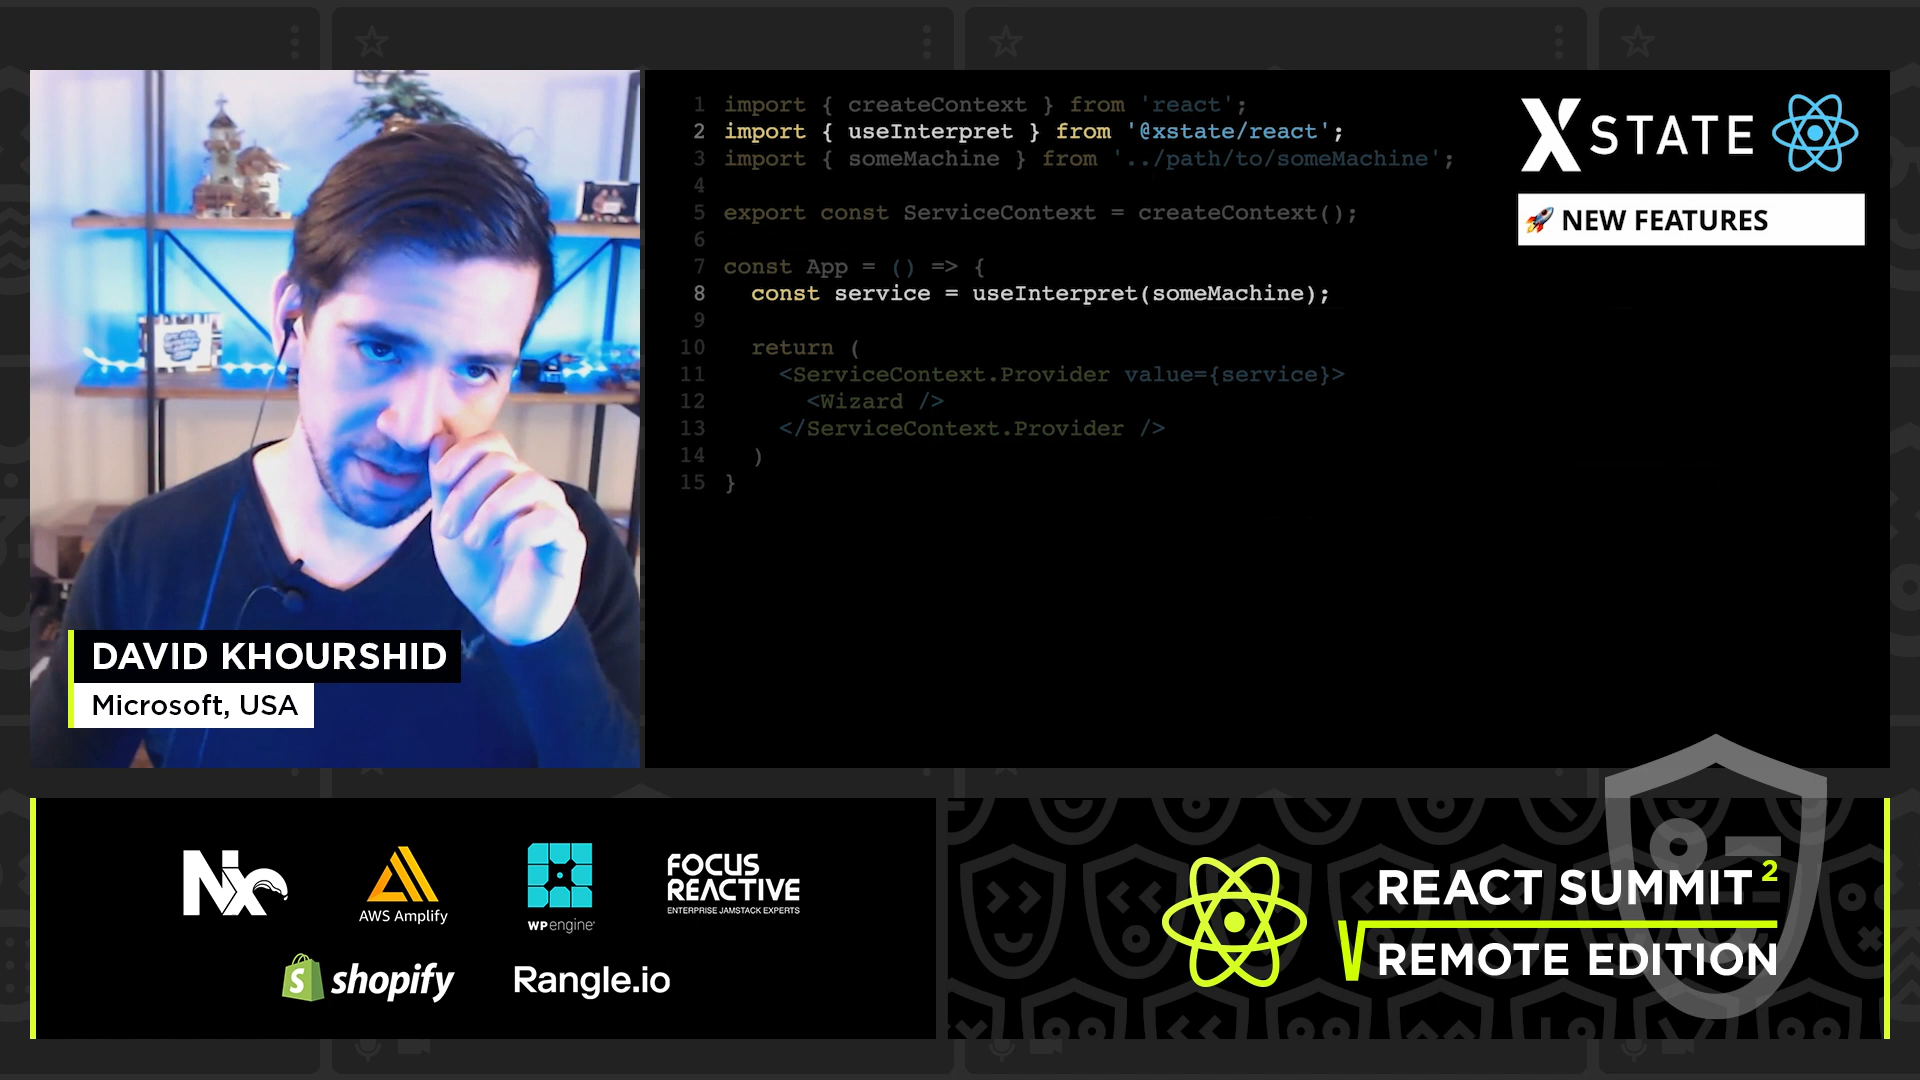 1 import { createContext } from 'react';
2 import { useInterpret } from '@xstate/react';
3 import { someMachine } from '../path/to/someMachine';
4
5 export const ServiceContext = createContext();
6
7 const App = () => {
8 const service = useInterpret(someMachine);
9
10 return (
11 <ServiceContext.Provider value={service}>
12 <Wizard />
13 </ServiceContext.Provider />
14 )
15 }
XSTATE
🚀 NEW FEATURES
DAVID KHOURSHID
Microsoft, USA
Nx
AWS Amplify
WP engine
FOCUS
REACTIVE
ENTERPRISE JAMSTACK EXPERTS
shopify
Rangle.io
REACT SUMMIT 2
REMOTE EDITION